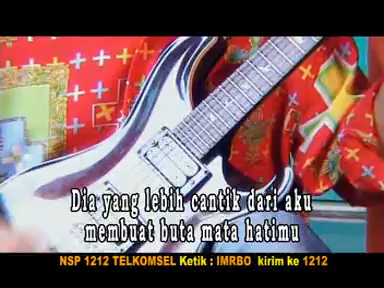 Dia yang lebih cantik dari aku
membuat buta mata hatimu
NSP 1212 TELKOMSEL Ketik : IMRBO kirim ke 1212